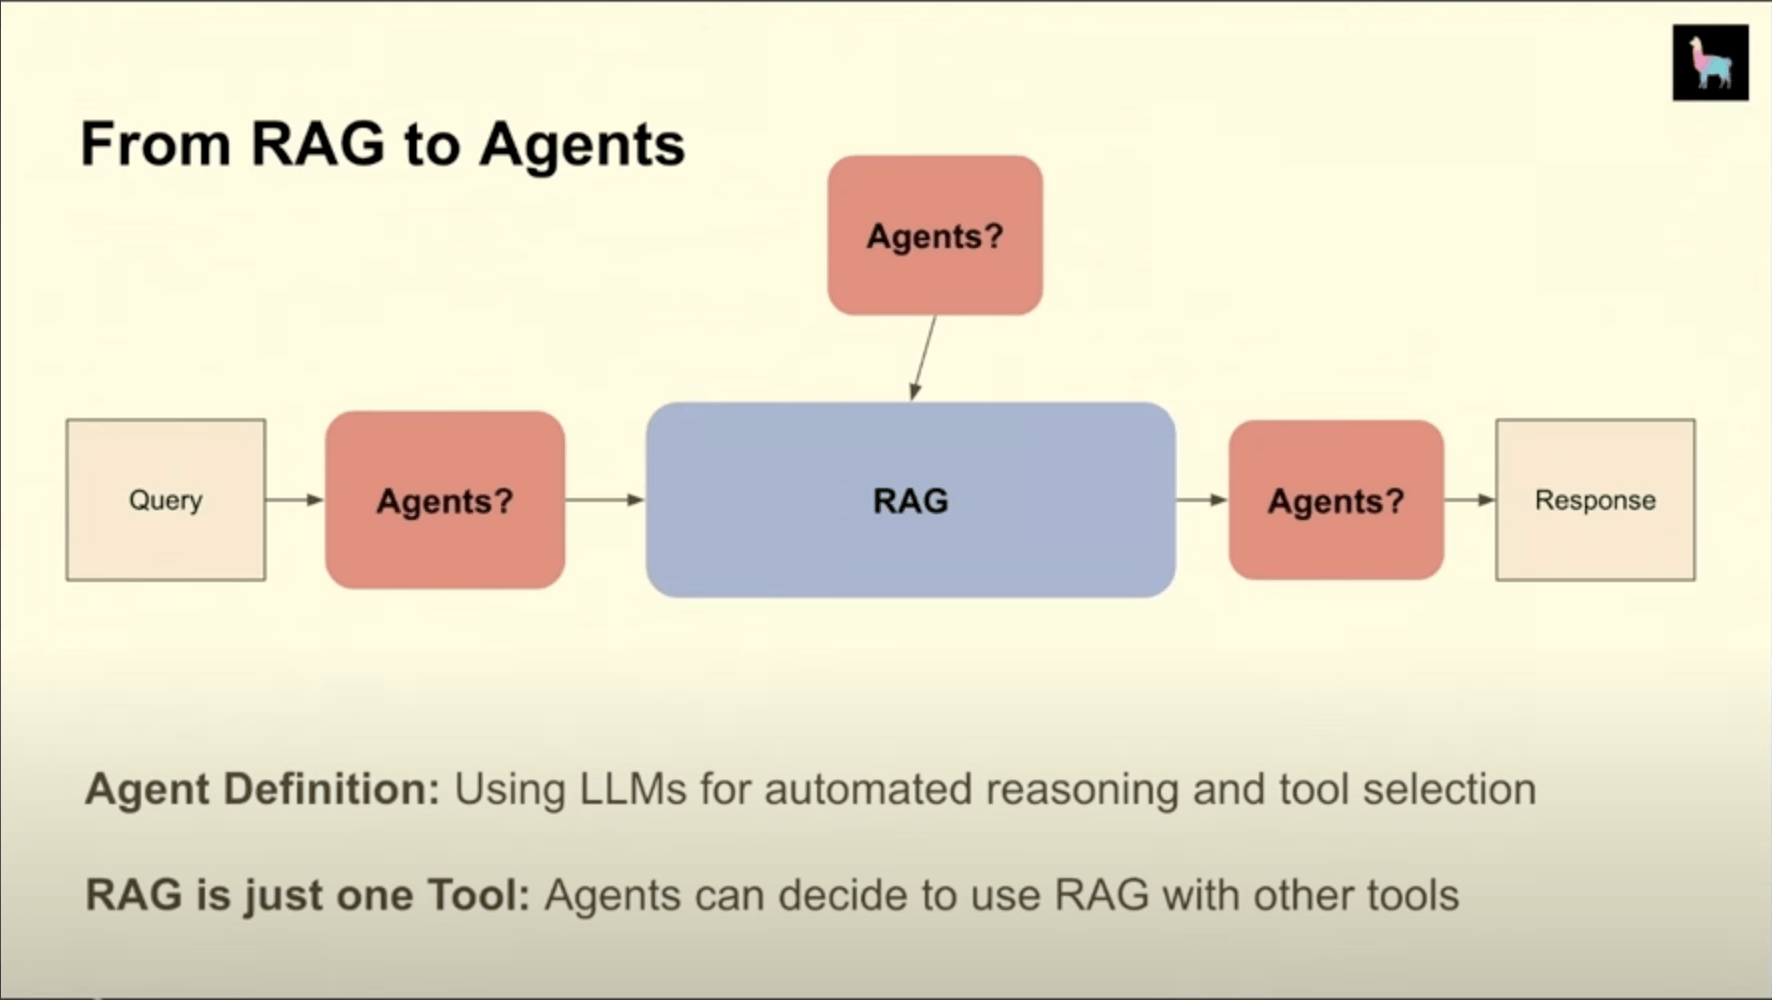 From RAG to Agents
Agents?
Query
Agents?
RAG
Agents?
Response
Agent Definition: Using LLMs for automated reasoning and tool selection
RAG is just one Tool: Agents can decide to use RAG with other tools